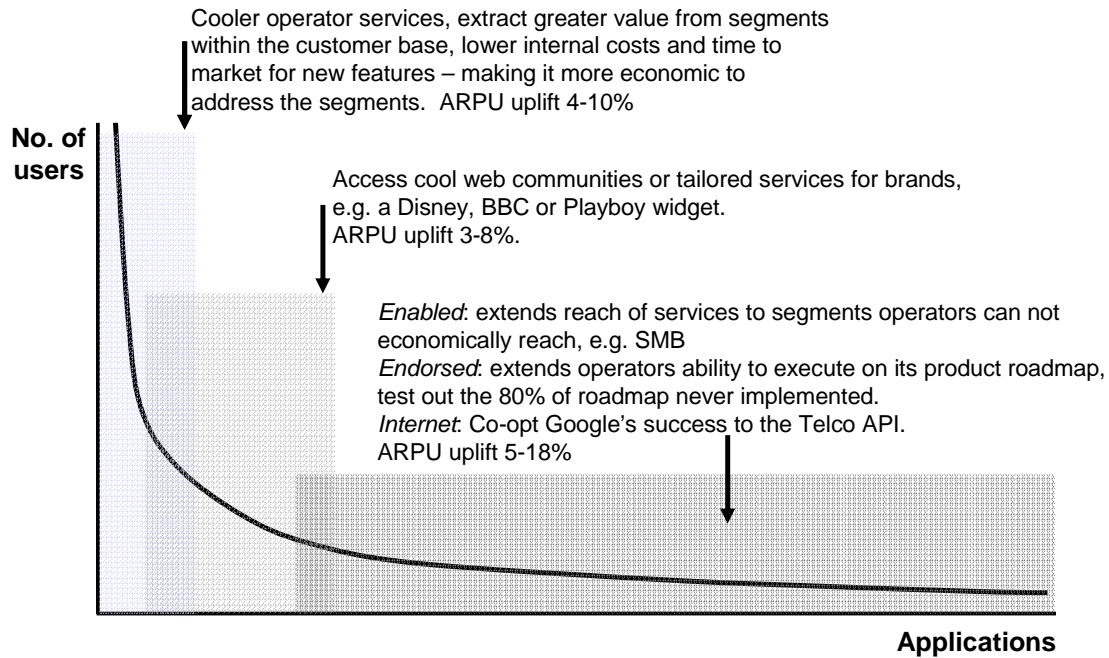 Cooler operator services, extract greater value from segments
within the customer base, lower internal costs and time to
market for new features – making it more economic to
address the segments.  ARPU uplift 4-10%
No. of
users
Access cool web communities or tailored services for brands,
e.g. a Disney, BBC or Playboy widget.
ARPU uplift 3-8%.
Enabled: extends reach of services to segments operators can not
economically reach, e.g. SMB
Endorsed: extends operators ability to execute on its product roadmap,
test out the 80% of roadmap never implemented.
Internet: Co-opt Google's success to the Telco API.
ARPU uplift 5-18%
Applications